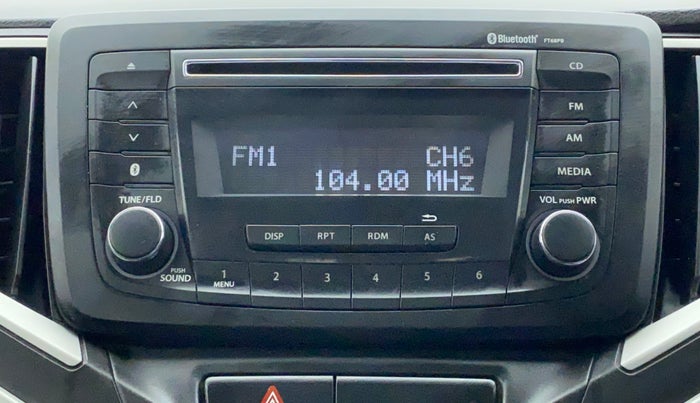 Bluetooth® FT68P0
CD
FM
AM
MEDIA
FM1 CH6
104.00 MHz
TUNE/FLD
VOL PUSH PWR
DISP RPT RDM AS
PUSH
SOUND
1 2 3 4 5 6
MENU